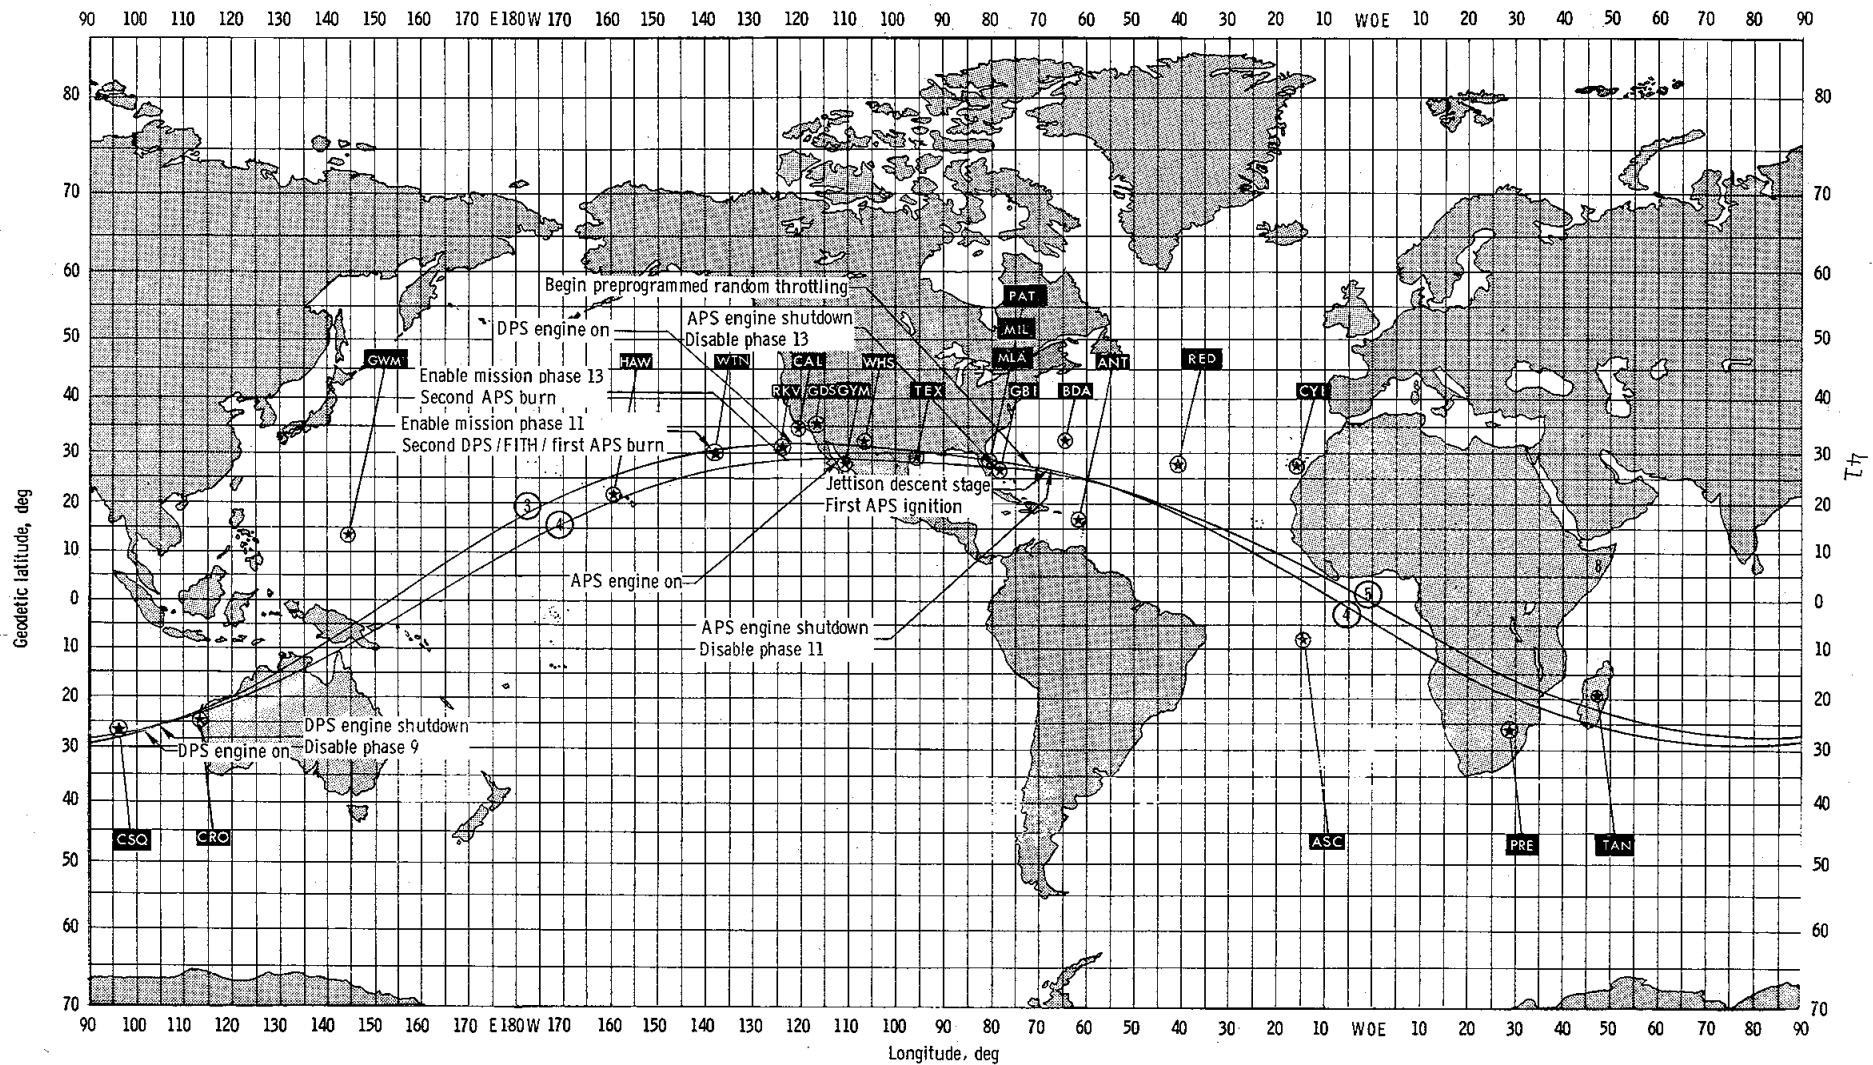 90 100 110 120 130 140 150 160 170 E180W 170 160 150 140 130 120 110 100 90 80 70 60 50 40 30 20 10 W0E 10 20 30 40 50 60 70 80 90
80 80
70 70
60 60
Begin preprogrammed random throttling
PAT
DPS engine on
APS engine shutdown
Disable phase 13
MIL
50 50
GWM HAW WTN CAL WHS MLA ANT RED
Enable mission phase 13
Second APS burn
RKV GDS GYM TEX GBI BDA CYI
40 40
Enable mission phase 11
Second DPS/FITH/first APS burn
30 30
41
Jettison descent stage
First APS ignition
3
4
20 20
10 10
APS engine on
0 0
5
4
APS engine shutdown
Disable phase 11
10 10
20 20
DPS engine shutdown
Disable phase 9
DPS engine on
30 30
40 40
CSQ CRO ASC PRE TAN
50 50
60 60
70 70
90 100 110 120 130 140 150 160 170 E180W 170 160 150 140 130 120 110 100 90 80 70 60 50 40 30 20 10 W0E 10 20 30 40 50 60 70 80 90
Longitude, deg
Geodetic latitude, deg